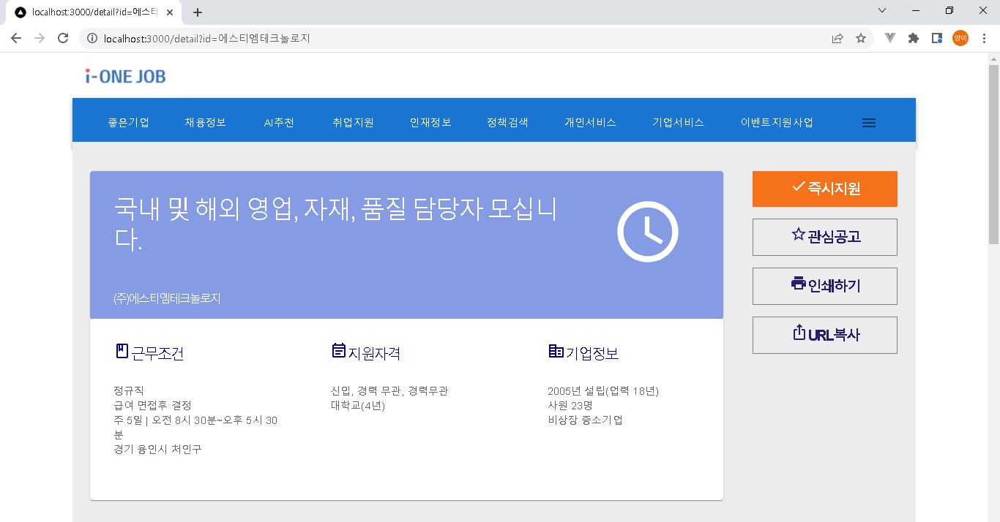 localhost:3000/detail?id=에스티
localhost:3000/detail?id=에스티엠테크놀로지
양이
i-ONE JOB
좋은기업 채용정보 AI추천 취업지원 인재정보 정책검색 개인서비스 기업서비스 이벤트지원사업
국내 및 해외 영업, 자재, 품질 담당자 모십니
다.
(주)에스티엠테크놀로지
즉시지원
관심공고
인쇄하기
URL복사
근무조건
정규직
급여 면접후 결정
주 5일 | 오전 8시 30분~오후 5시 30
분
경기 용인시 처인구
지원자격
신입, 경력 무관, 경력무관
대학교(4년)
기업정보
2005년 설립(업력 18년)
사원 23명
비상장 중소기업